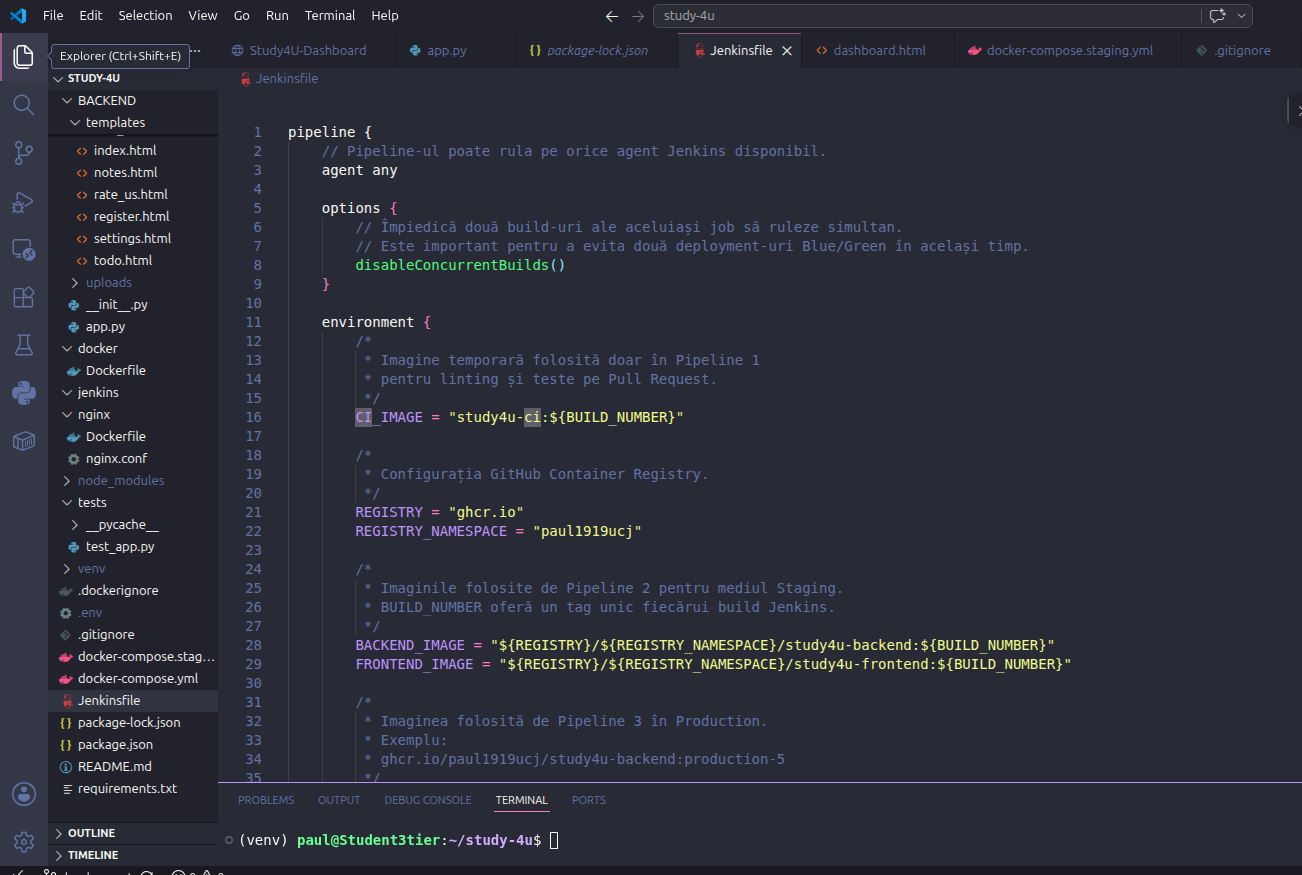 File Edit Selection View Go Run Terminal Help
study-4u
Explorer (Ctrl+Shift+E)
Study4U-Dashboard
app.py
package-lock.json
Jenkinsfile
dashboard.html
docker-compose.staging.yml
.gitignore
STUDY-4U
BACKEND
templates
index.html
notes.html
rate_us.html
register.html
settings.html
todo.html
uploads
__init__.py
app.py
docker
Dockerfile
jenkins
nginx
Dockerfile
nginx.conf
node_modules
tests
__pycache__
test_app.py
venv
.dockerignore
.env
.gitignore
docker-compose.stag...
docker-compose.yml
Jenkinsfile
package-lock.json
package.json
README.md
requirements.txt
OUTLINE
TIMELINE
Jenkinsfile
1 pipeline {
2 // Pipeline-ul poate rula pe orice agent Jenkins disponibil.
3 agent any
4
5 options {
6 // Împiedică două build-uri ale aceluiași job să ruleze simultan.
7 // Este important pentru a evita două deployment-uri Blue/Green în același timp.
8 disableConcurrentBuilds()
9 }
10
11 environment {
12 /*
13 * Imagine temporară folosită doar în Pipeline 1
14 * pentru linting și teste pe Pull Request.
15 */
16 CI_IMAGE = "study4u-ci:${BUILD_NUMBER}"
17
18 /*
19 * Configurația GitHub Container Registry.
20 */
21 REGISTRY = "ghcr.io"
22 REGISTRY_NAMESPACE = "paul1919ucj"
23
24 /*
25 * Imaginile folosite de Pipeline 2 pentru mediul Staging.
26 * BUILD_NUMBER oferă un tag unic fiecărui build Jenkins.
27 */
28 BACKEND_IMAGE = "${REGISTRY}/${REGISTRY_NAMESPACE}/study4u-backend:${BUILD_NUMBER}"
29 FRONTEND_IMAGE = "${REGISTRY}/${REGISTRY_NAMESPACE}/study4u-frontend:${BUILD_NUMBER}"
30
31 /*
32 * Imaginea folosită de Pipeline 3 în Production.
33 * Exemplu:
34 * ghcr.io/paul1919ucj/study4u-backend:production-5
35 */
PROBLEMS OUTPUT DEBUG CONSOLE TERMINAL PORTS
(venv) paul@Student3tier:~/study-4u$